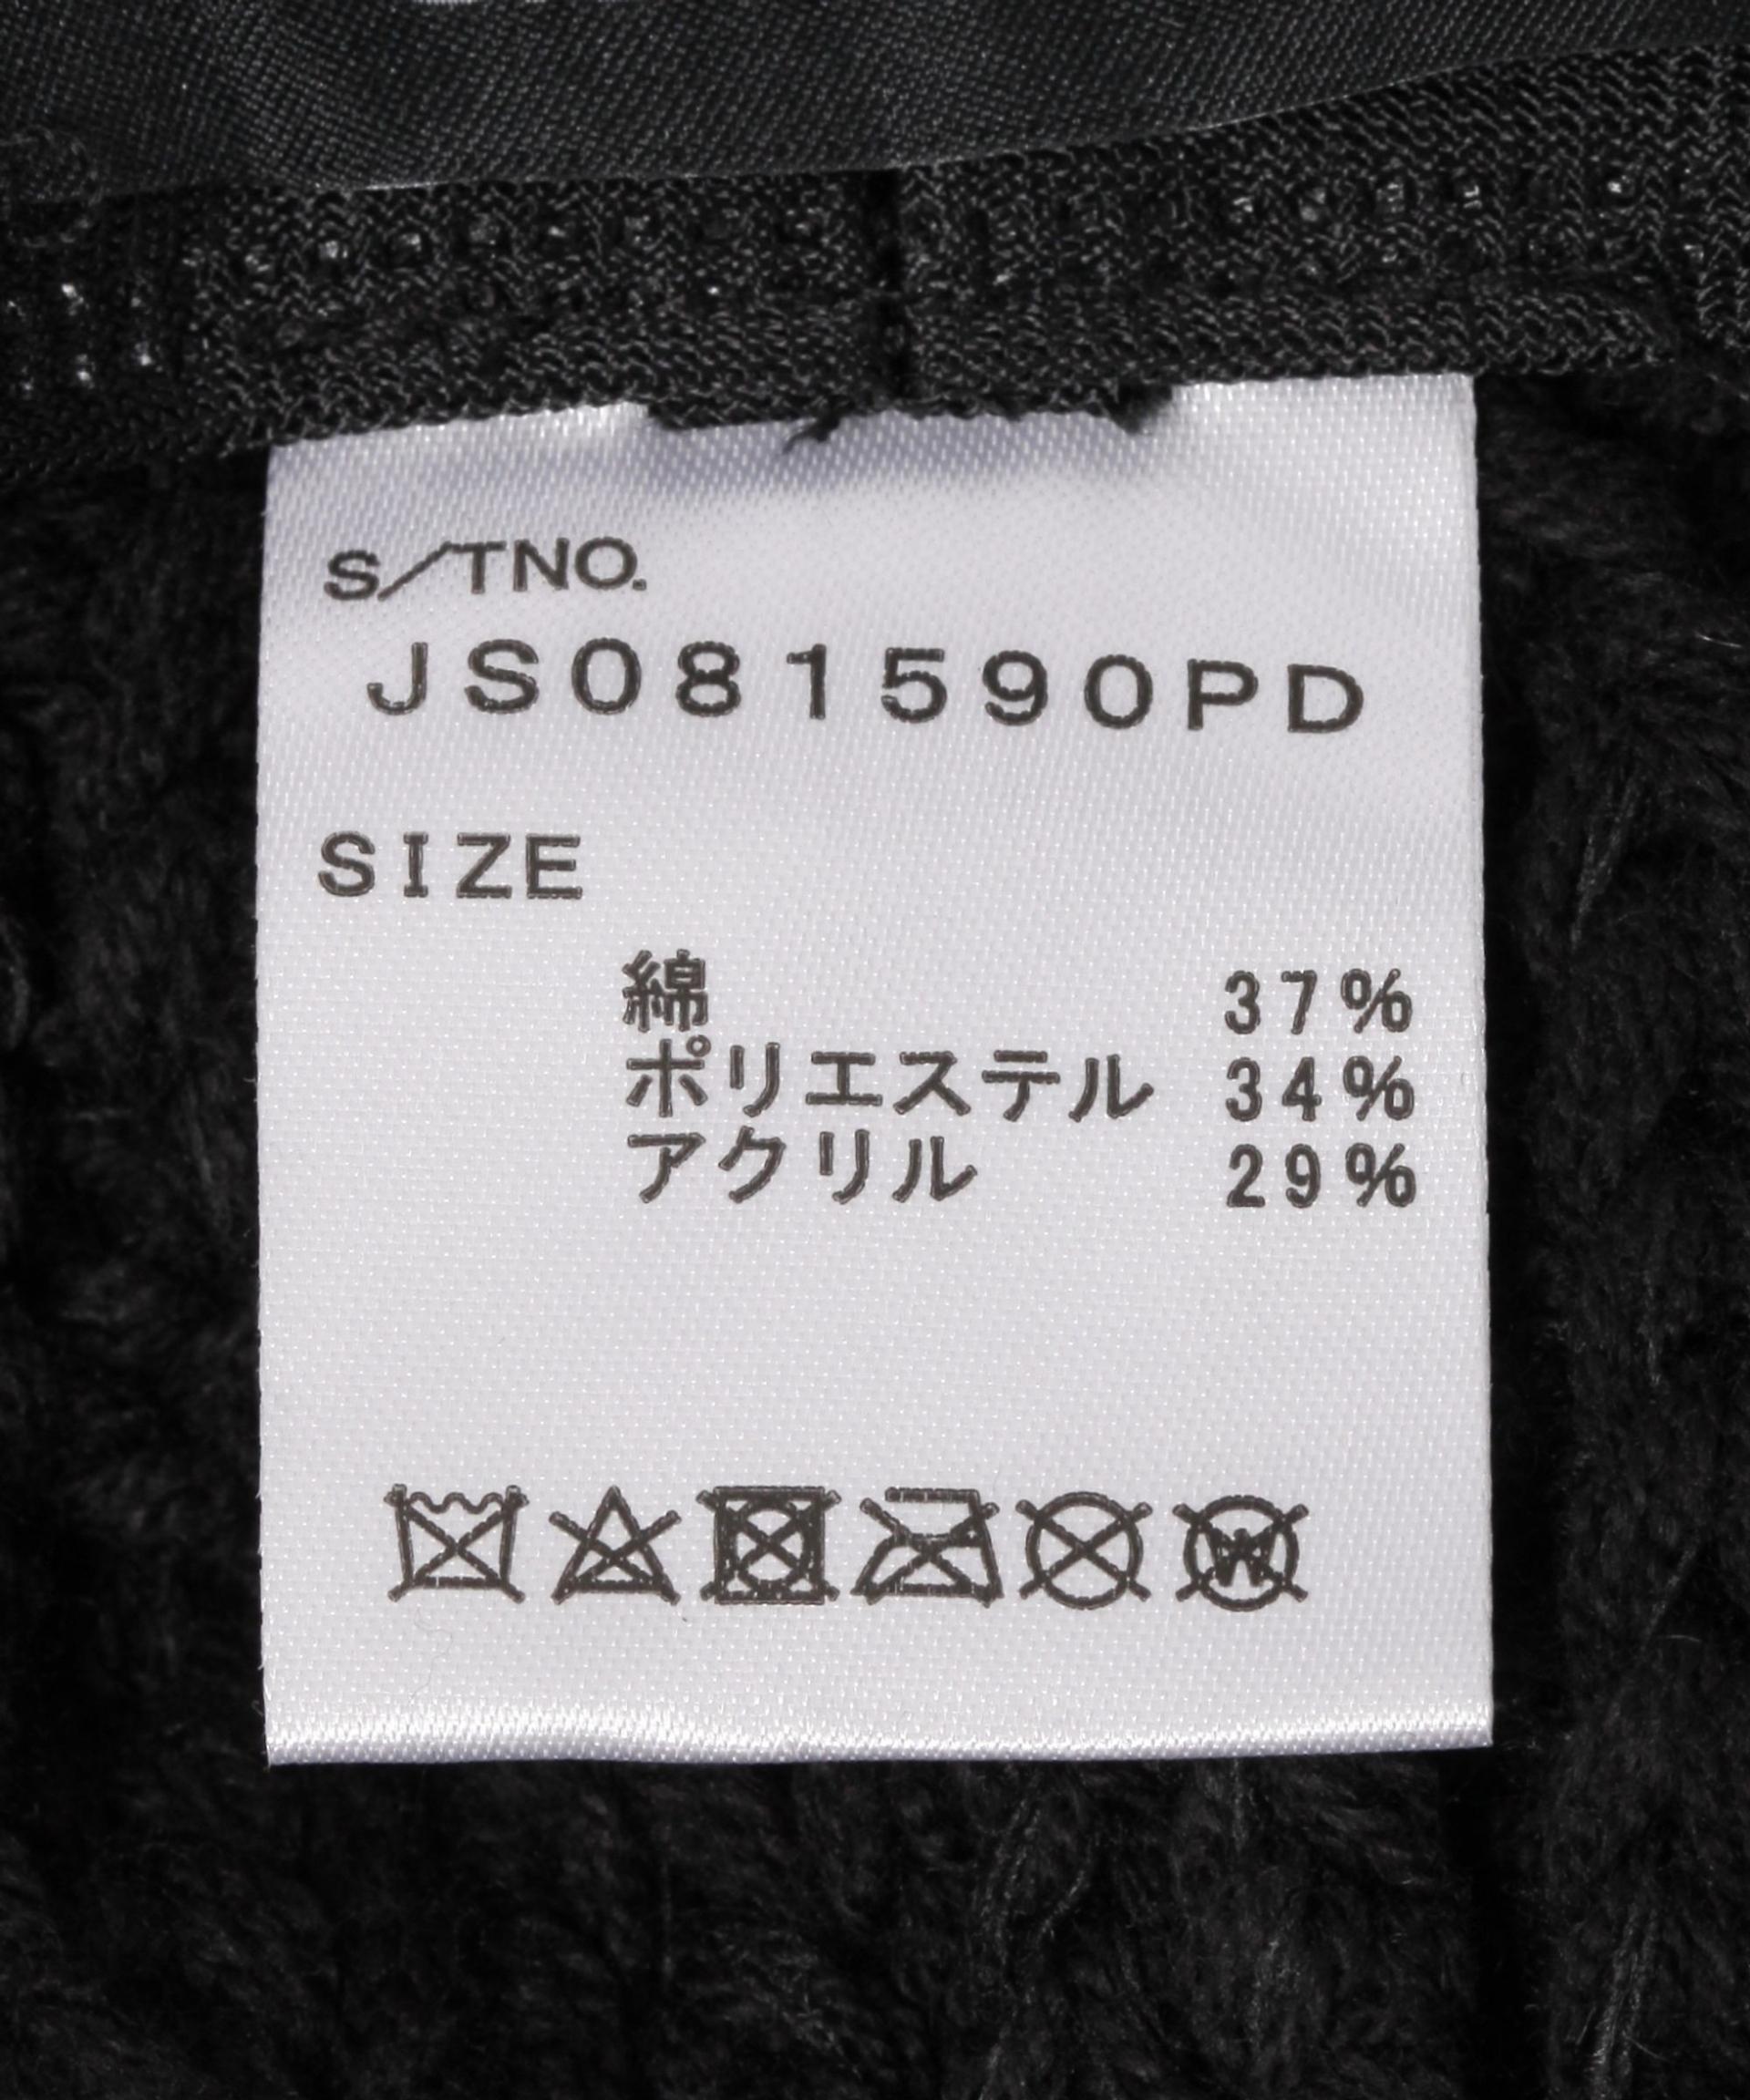 S/TNO.
JS081590PD
SIZE
綿 37%
ポリエステル 34%
アクリル 29%